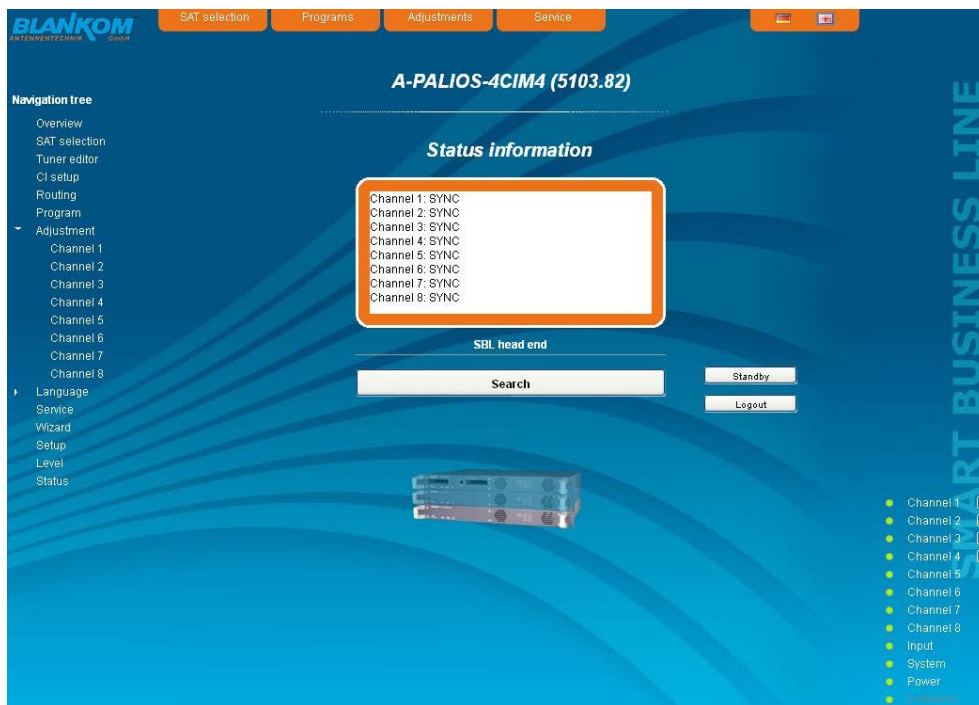 BLANKOM
ANTENNENTECHNIK GmbH
SAT selection
Programs
Adjustments
Service
A-PALIOS-4CIM4 (5103.82)
Navigation tree
Overview
SAT selection
Tuner editor
CI setup
Routing
Program
Adjustment
Channel 1
Channel 2
Channel 3
Channel 4
Channel 5
Channel 6
Channel 7
Channel 8
Language
Service
Wizard
Setup
Level
Status
Status information
Channel 1: SYNC
Channel 2: SYNC
Channel 3: SYNC
Channel 4: SYNC
Channel 5: SYNC
Channel 6: SYNC
Channel 7: SYNC
Channel 8: SYNC
SBL head end
Search
Standby
Logout
SMART BUSINESS LINE
Channel 1
Channel 2
Channel 3
Channel 4
Channel 5
Channel 6
Channel 7
Channel 8
Input
System
Power